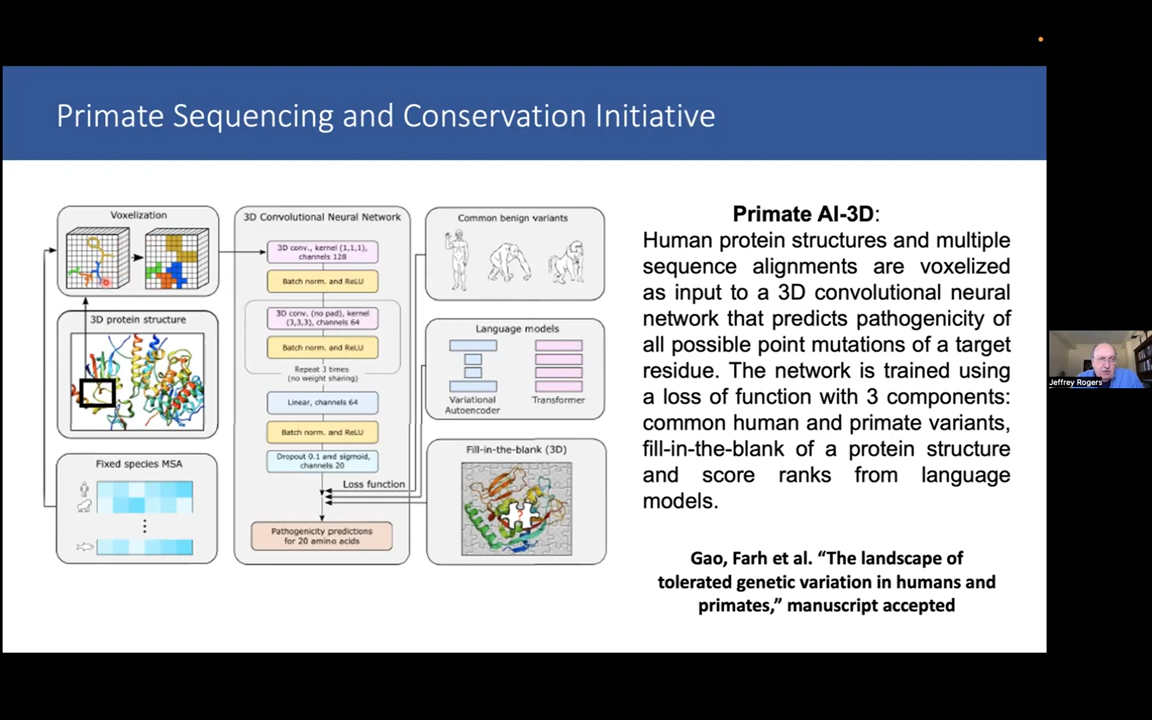 Primate Sequencing and Conservation Initiative
Voxelization
3D protein structure
Fixed species MSA
3D Convolutional Neural Network
3D conv., kernel (1,1,1),
channels 128
Batch norm. and ReLU
3D conv. (no pad), kernel
(3,3,3), channels 64
Batch norm. and ReLU
Repeat 3 times
(no weight sharing)
Linear, channels 64
Batch norm. and ReLU
Dropout 0.1 and sigmoid,
channels 20
Loss function
Pathogenicity predictions
for 20 amino acids
Common benign variants
Language models
Variational
Autoencoder
Transformer
Fill-in-the-blank (3D)
?
Primate AI-3D:
Human protein structures and multiple
sequence alignments are voxelized
as input to a 3D convolutional neural
network that predicts pathogenicity of
all possible point mutations of a target
residue. The network is trained using
a loss of function with 3 components:
common human and primate variants,
fill-in-the-blank of a protein structure
and score ranks from language
models.
Gao, Farh et al. “The landscape of
tolerated genetic variation in humans and
primates,” manuscript accepted
Jeffrey Rogers